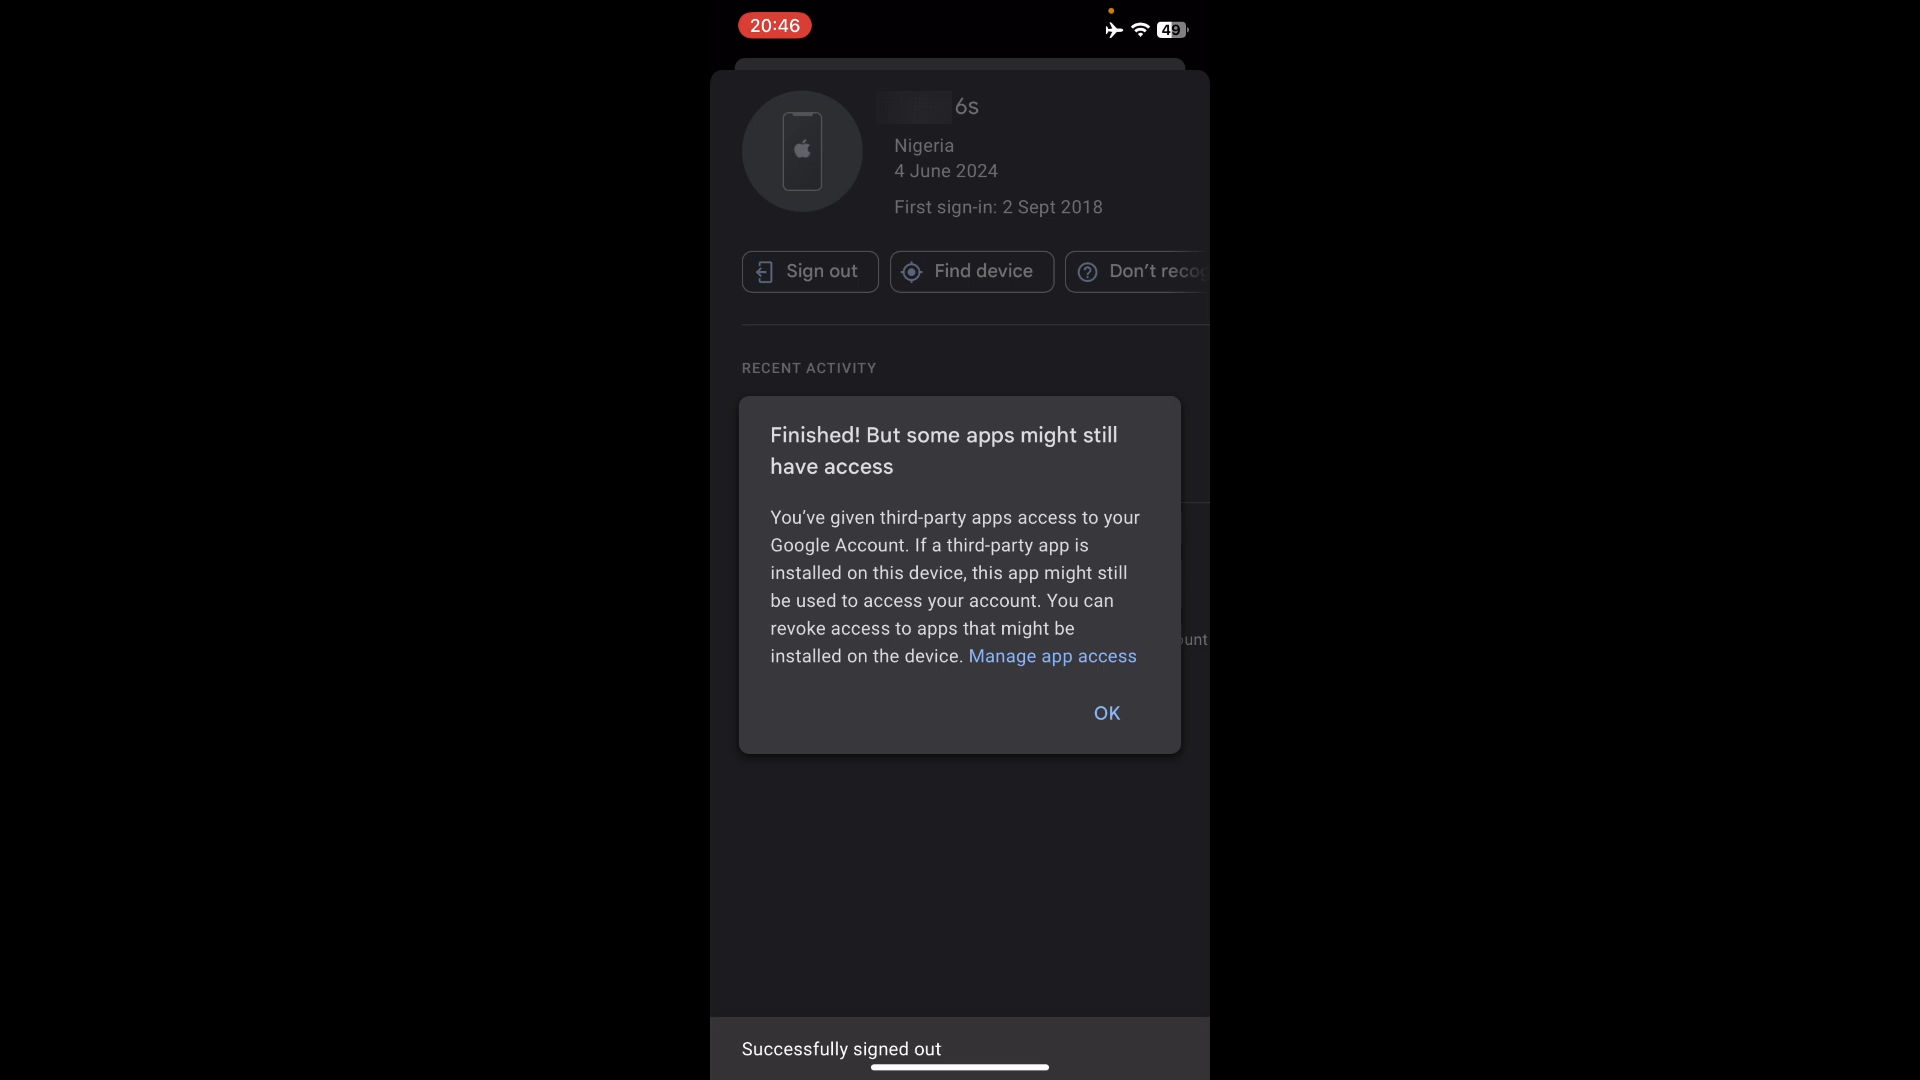 20:46
49
6s
Nigeria
4 June 2024
First sign-in: 2 Sept 2018
Sign out
Find device
Don’t recog
RECENT ACTIVITY
Finished! But some apps might still
have access
You’ve given third-party apps access to your
Google Account. If a third-party app is
installed on this device, this app might still
be used to access your account. You can
revoke access to apps that might be
installed on the device. Manage app access
ount
OK
Successfully signed out